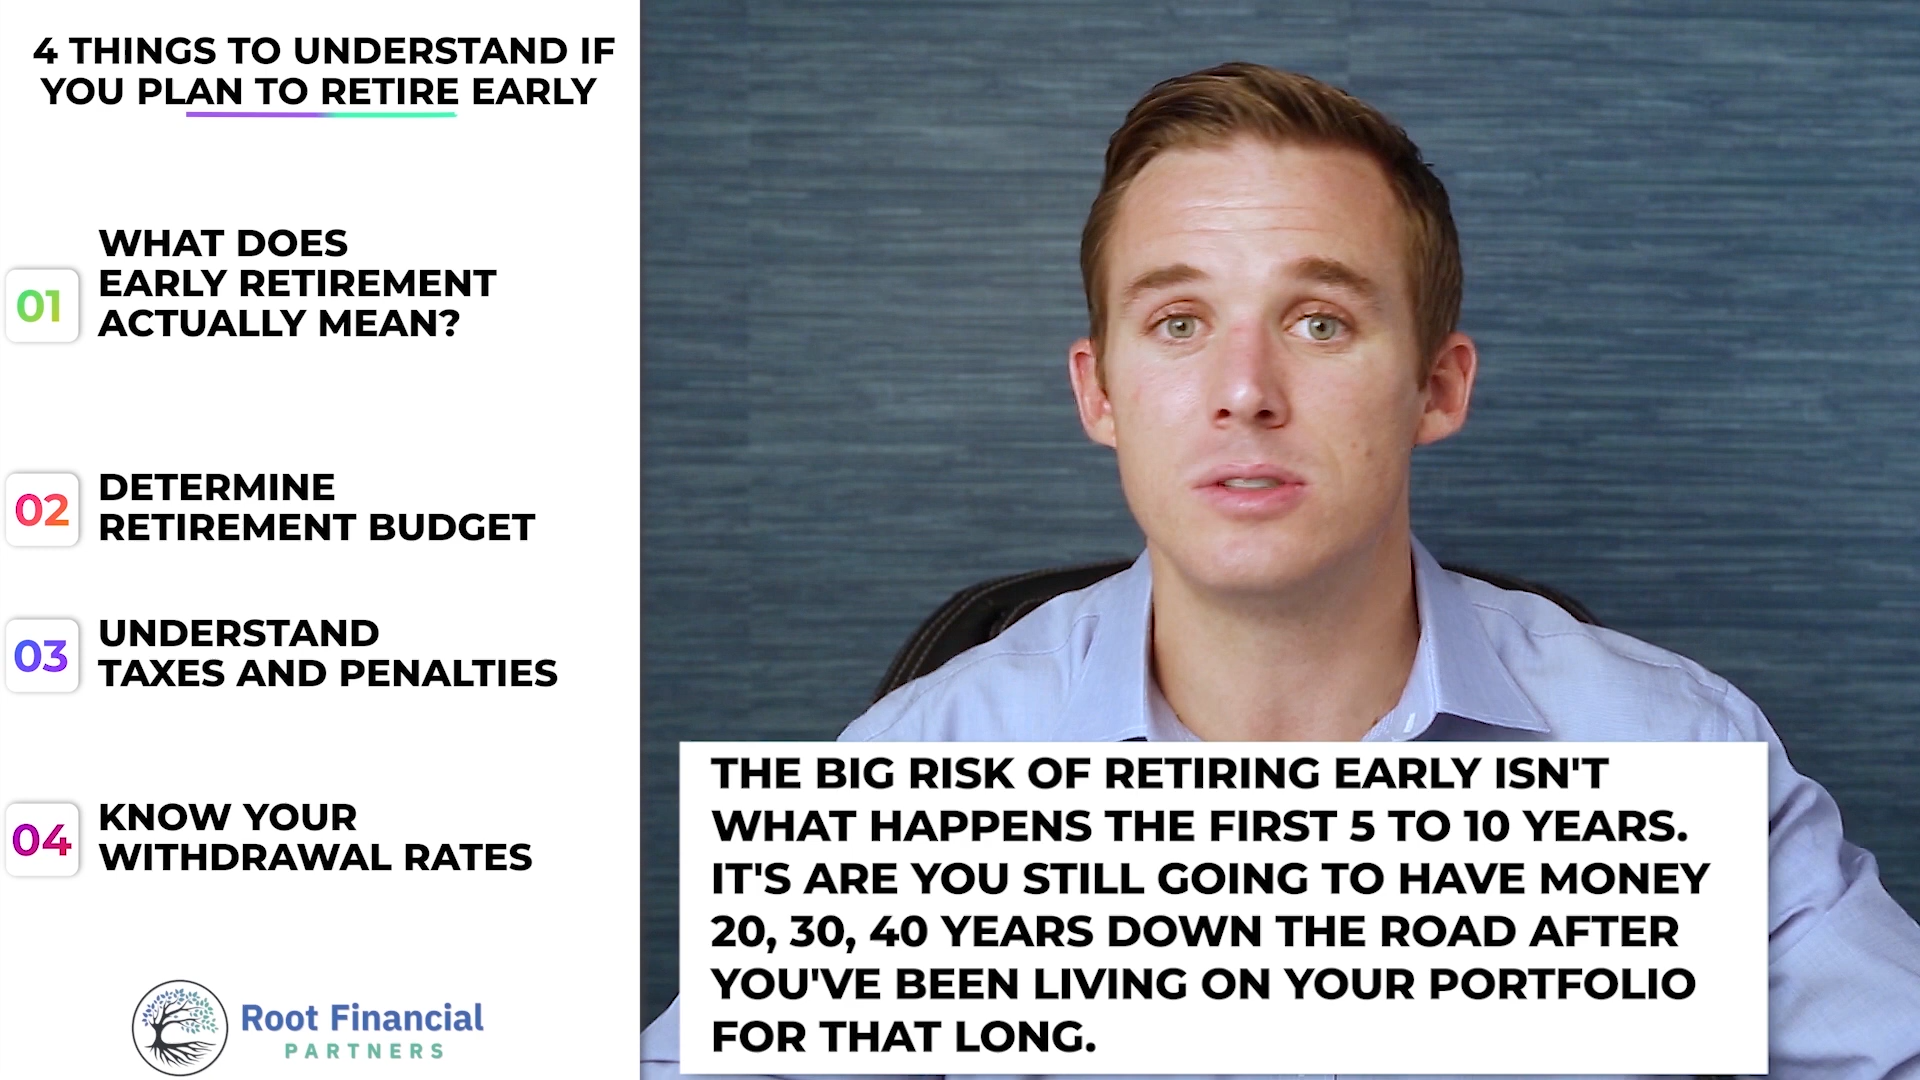 4 THINGS TO UNDERSTAND IF
YOU PLAN TO RETIRE EARLY
01
WHAT DOES
EARLY RETIREMENT
ACTUALLY MEAN?
02
DETERMINE
RETIREMENT BUDGET
03
UNDERSTAND
TAXES AND PENALTIES
04
KNOW YOUR
WITHDRAWAL RATES
Root Financial
PARTNERS
THE BIG RISK OF RETIRING EARLY ISN'T
WHAT HAPPENS THE FIRST 5 TO 10 YEARS.
IT'S ARE YOU STILL GOING TO HAVE MONEY
20, 30, 40 YEARS DOWN THE ROAD AFTER
YOU'VE BEEN LIVING ON YOUR PORTFOLIO
FOR THAT LONG.